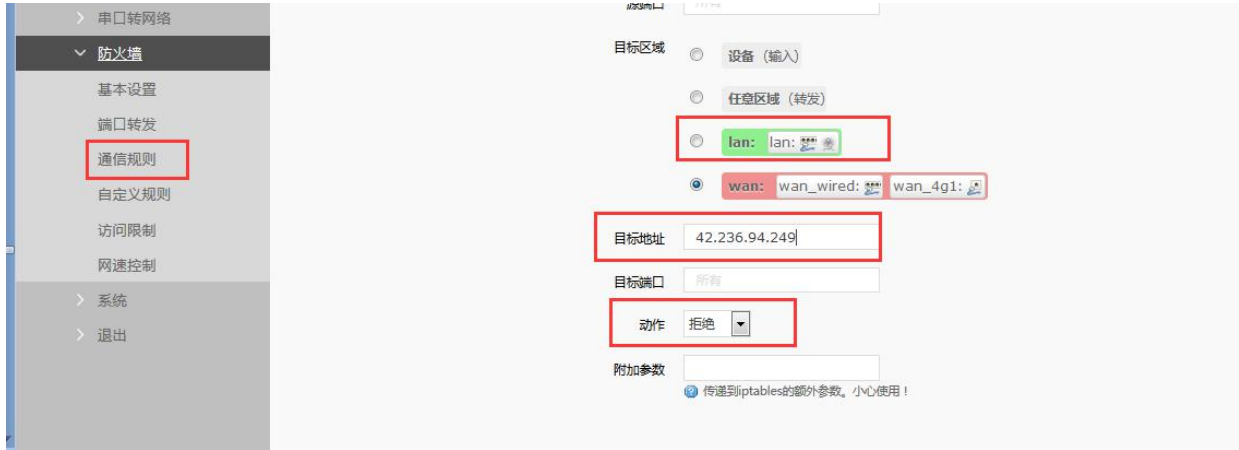 串口转网络
防火墙
基本设置
端口转发
通信规则
自定义规则
访问限制
网速控制
系统
退出
源端口
所有
目标区域
设备 (输入)
任意区域 (转发)
lan: lan:
wan: wan_wired: wan_4g1:
目标地址 42.236.94.249
目标端口 所有
动作 拒绝
附加参数
传递到iptables的额外参数。小心使用！